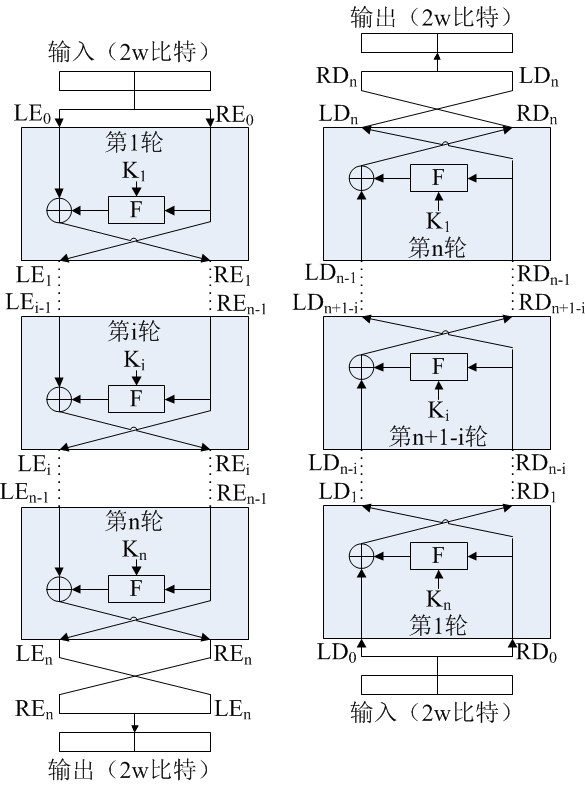 输入（2w比特）
LE0
RE0
第1轮
K1
F
LE1
RE1
LEi-1
REn-1
第i轮
Ki
F
LEi
REi
LEn-1
REn-1
第n轮
Kn
F
LEn
REn
REn
LEn
输出（2w比特）
输出（2w比特）
RDn
LDn
LDn
RDn
F
K1
第n轮
LDn-1
RDn-1
LDn+1-i
RDn+1-i
F
Ki
第n+1-i轮
LDn-i
RDn-i
LD1
RD1
F
Kn
第1轮
LD0
RD0
输入（2w比特）